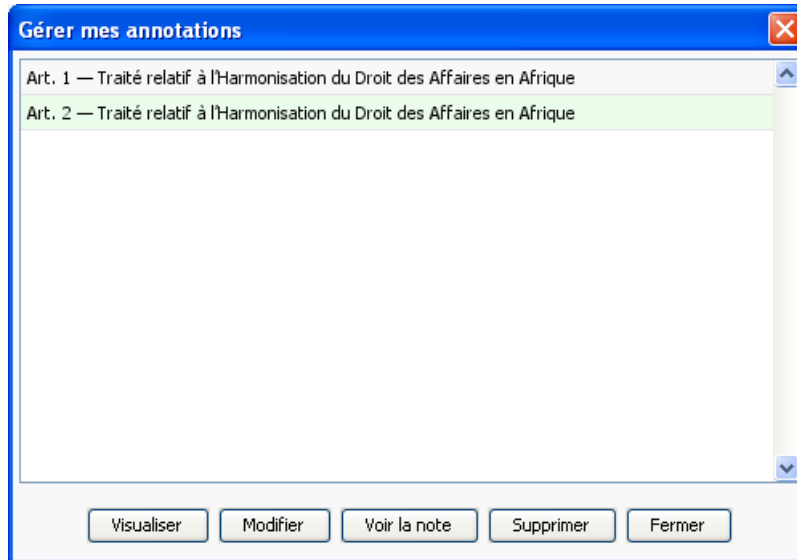 Gérer mes annotations
Art. 1 — Traité relatif à l'Harmonisation du Droit des Affaires en Afrique
Art. 2 — Traité relatif à l'Harmonisation du Droit des Affaires en Afrique
Visualiser Modifier Voir la note Supprimer Fermer